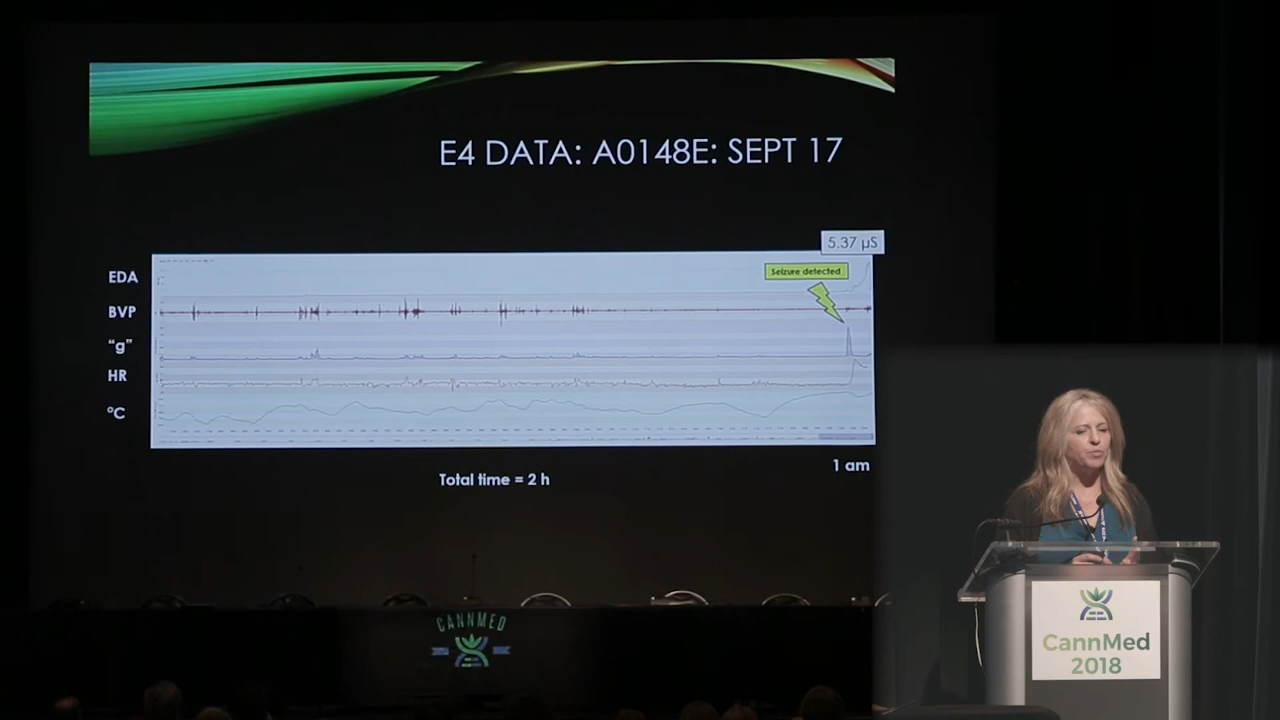 E4 DATA: A0148E: SEPT 17
5.37 µS
Seizure detected
EDA
BVP
“g”
HR
°C
Total time = 2 h
1 am
CANNMED
CannMed
2018